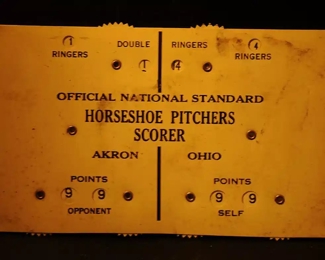 1 DOUBLE RINGERS 4
RINGERS 1 4 RINGERS
OFFICIAL NATIONAL STANDARD
HORSESHOE PITCHERS
SCORER
AKRON OHIO
POINTS POINTS
9 9 9 9
OPPONENT SELF